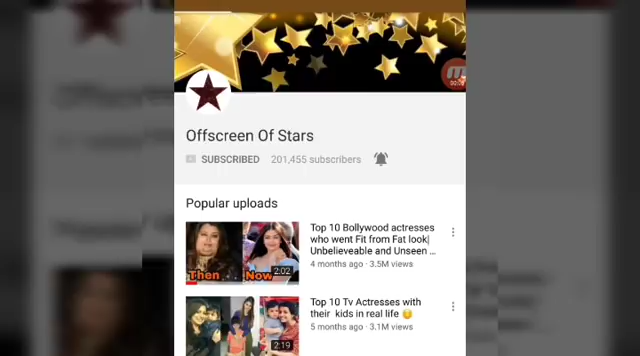 Offscreen Of Stars
SUBSCRIBED 201,455 subscribers
Popular uploads
Top 10 Bollywood actresses
who went Fit from Fat look|
Unbelieveable and Unseen ...
4 months ago · 3.5M views
Then Now 2:02
Top 10 Tv Actresses with
their kids in real life 😊
5 months ago · 3.1M views
2:19